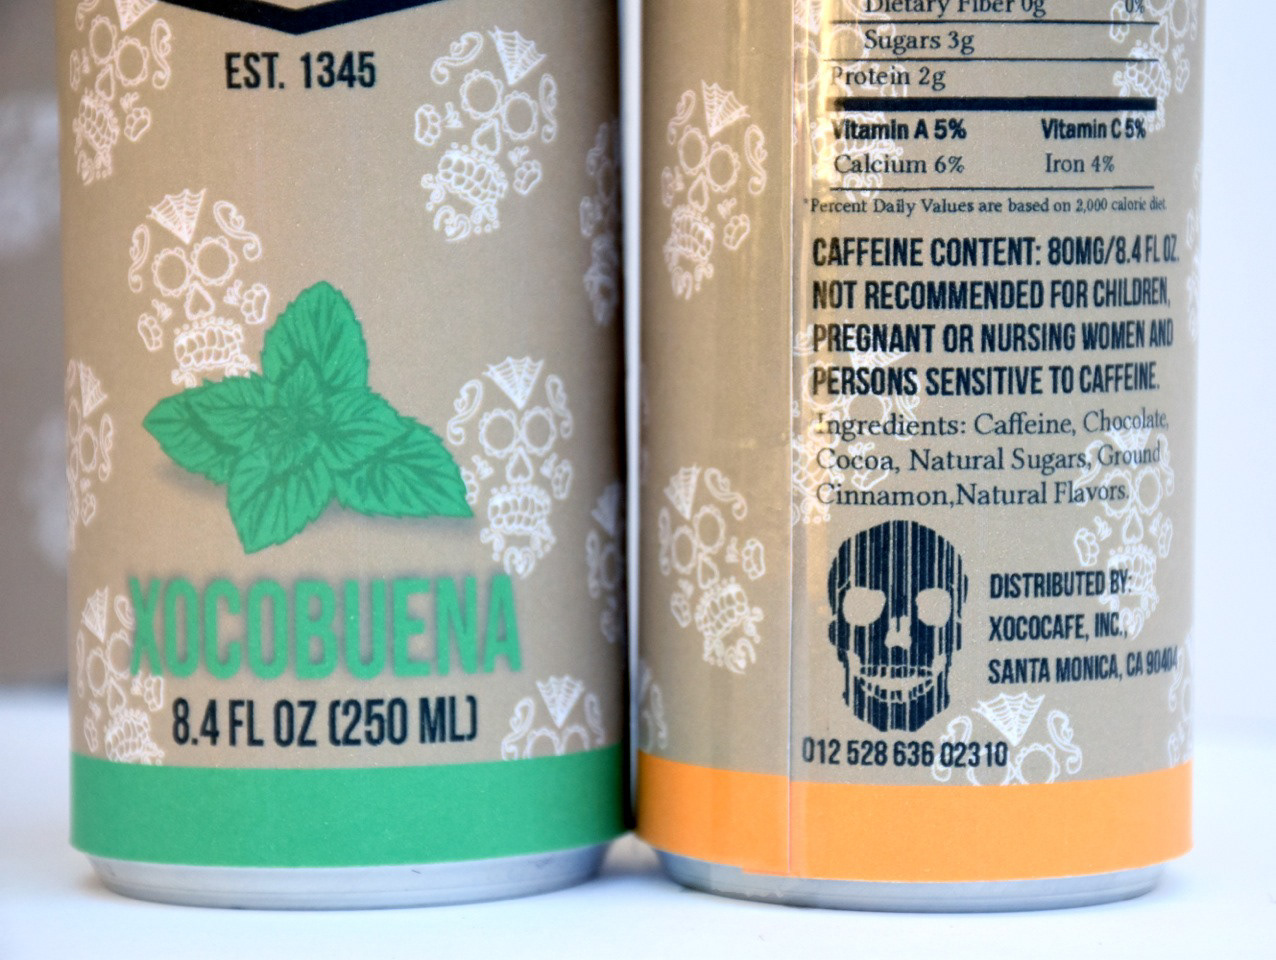 EST. 1345
XOCOBUENA
8.4 FL OZ (250 ML)
Dietary Fiber 0g 0%
Sugars 3g
Protein 2g
Vitamin A 5% Vitamin C 5%
Calcium 6% Iron 4%
*Percent Daily Values are based on 2,000 calorie diet.
CAFFEINE CONTENT: 80MG/8.4 FL OZ.
NOT RECOMMENDED FOR CHILDREN,
PREGNANT OR NURSING WOMEN AND
PERSONS SENSITIVE TO CAFFEINE.
Ingredients: Caffeine, Chocolate,
Cocoa, Natural Sugars, Ground
Cinnamon,Natural Flavors.
DISTRIBUTED BY:
XOCOCAFE, INC.,
SANTA MONICA, CA 90404
012 528 636 02310